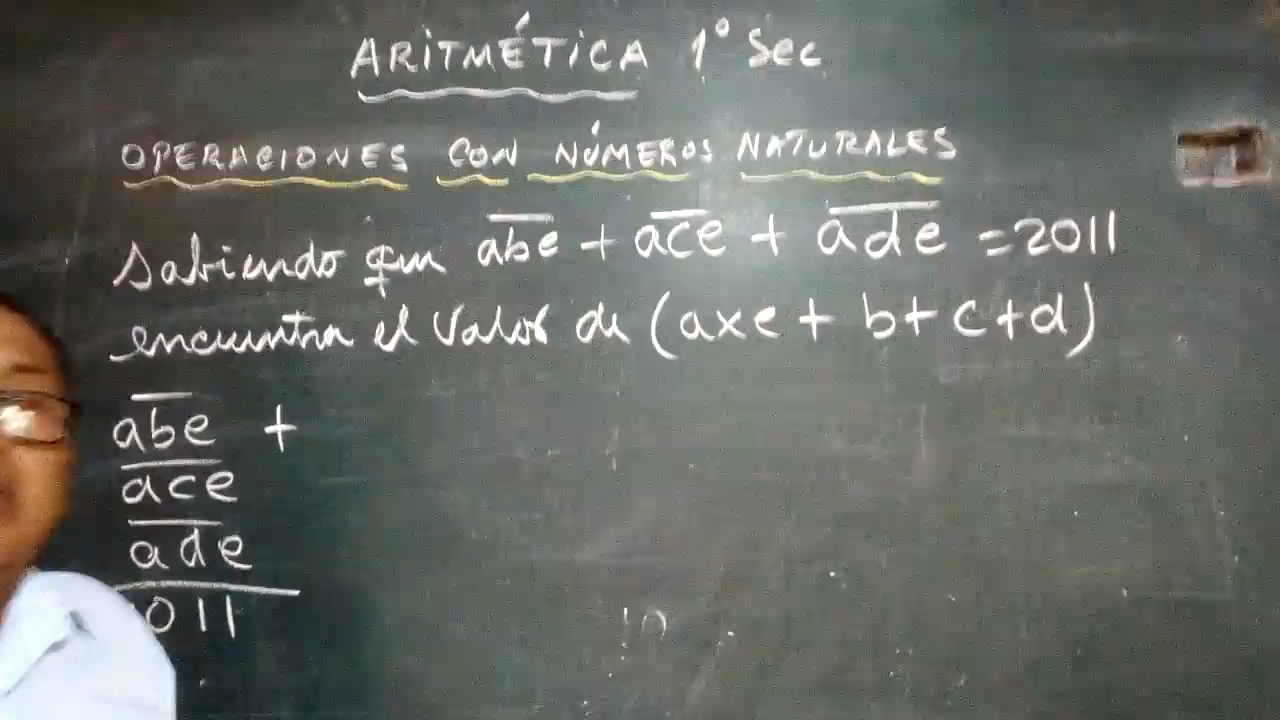 ARITMÉTICA 1° Sec
OPERACIONES CON NÚMEROS NATURALES
Sabiendo que abe + ace + ade = 2011
encuentra el valor de (axe + b+c+d)
abe +
ace
ade
011